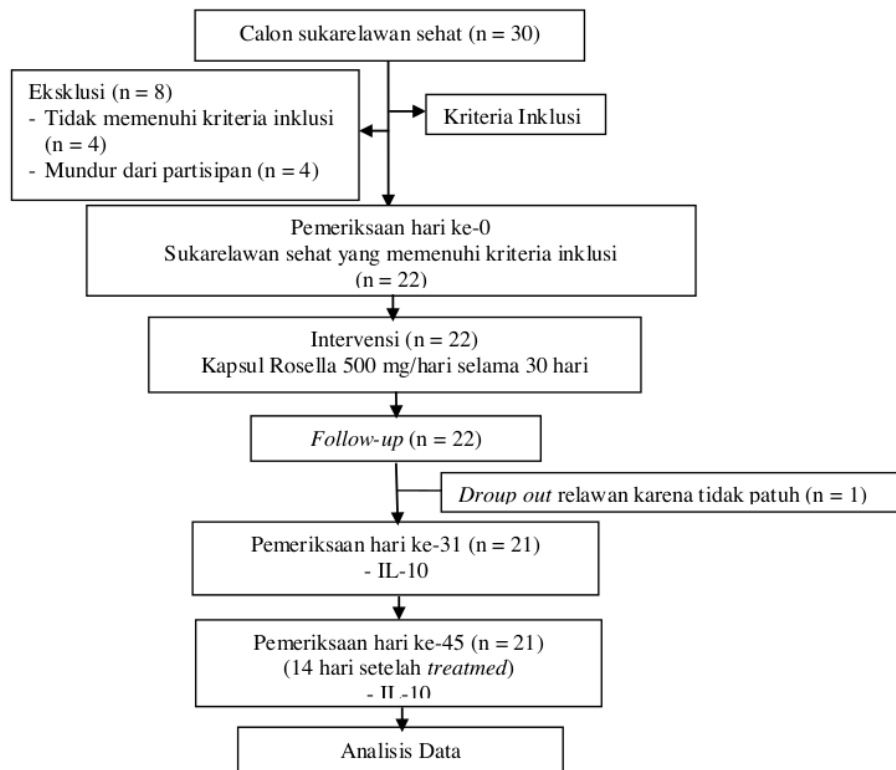 Calon sukarelawan sehat (n = 30)
Eksklusi (n = 8)
- Tidak memenuhi kriteria inklusi
(n = 4)
- Mundur dari partisipan (n = 4)
Kriteria Inklusi
Pemeriksaan hari ke-0
Sukarelawan sehat yang memenuhi kriteria inklusi
(n = 22)
Intervensi (n = 22)
Kapsul Rosella 500 mg/hari selama 30 hari
Follow-up (n = 22)
Droup out relawan karena tidak patuh (n = 1)
Pemeriksaan hari ke-31 (n = 21)
- IL-10
Pemeriksaan hari ke-45 (n = 21)
(14 hari setelah treatmed)
- IL-10
Analisis Data